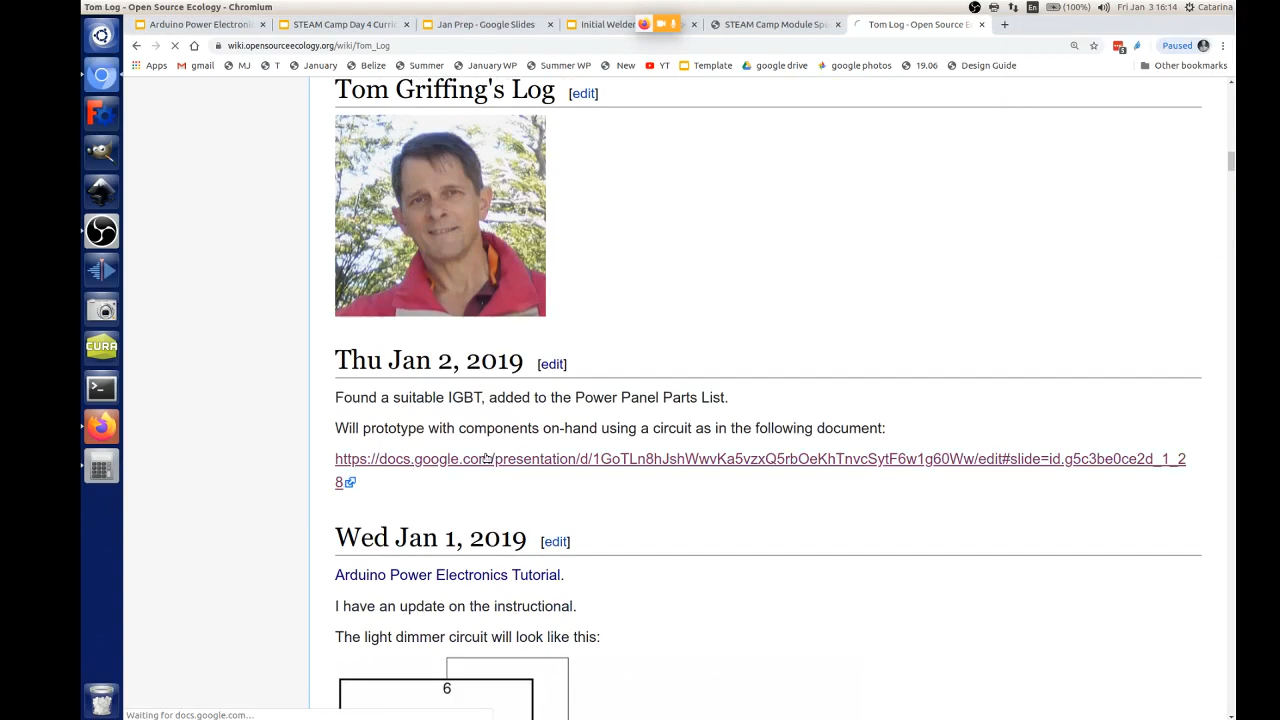 Tom Log - Open Source Ecology - Chromium
En
(100%)
Fri Jan 3 16:14
Catarina
Arduino Power Electronic
STEAM Camp Day 4 Curric
Jan Prep - Google Slides
Initial Welder
STEAM Camp Module Spe
Tom Log - Open Source E
wiki.opensourceecology.org/wiki/Tom_Log
Paused
Apps
gmail
MJ
T
January
Belize
Summer
January WP
Summer WP
New
YT
Template
google drive
google photos
19.06
Design Guide
Other bookmarks
Tom Griffing's Log [edit]
Thu Jan 2, 2019 [edit]
Found a suitable IGBT, added to the Power Panel Parts List.
Will prototype with components on-hand using a circuit as in the following document:
https://docs.google.com/presentation/d/1GoTLn8hJshWwvKa5vzxQ5rbOeKhTnvcSytF6w1g60Ww/edit#slide=id.g5c3be0ce2d_1_2
8
Wed Jan 1, 2019 [edit]
Arduino Power Electronics Tutorial.
I have an update on the instructional.
The light dimmer circuit will look like this:
6
CURA
Waiting for docs.google.com...